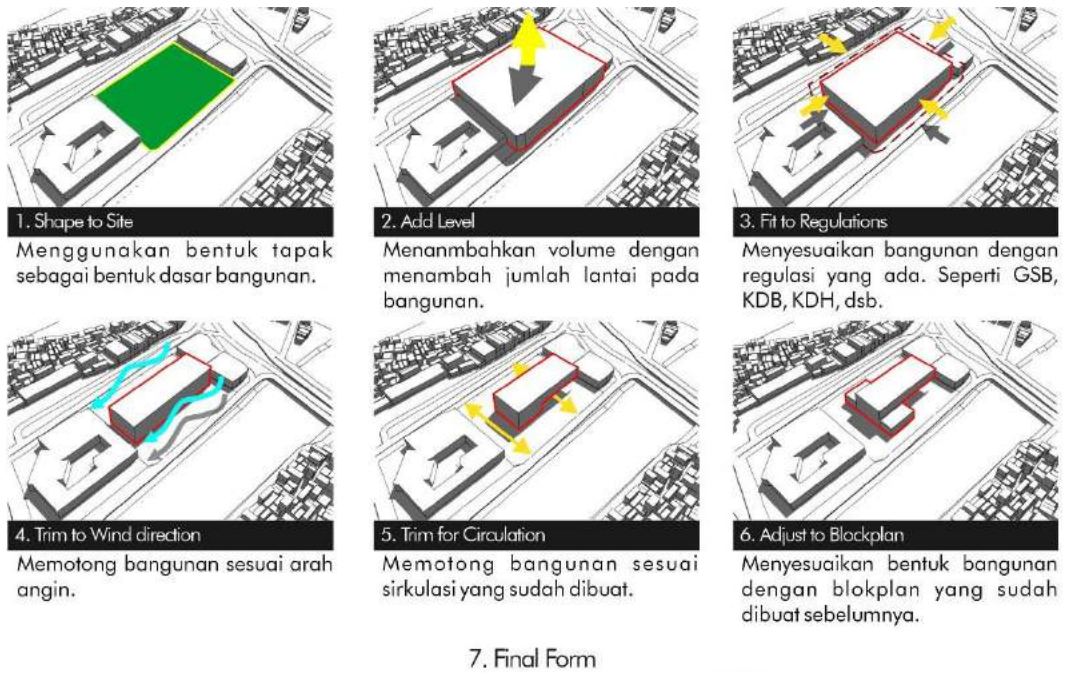 1. Shape to Site
Menggunakan bentuk tapak
sebagai bentuk dasar bangunan.
2. Add Level
Menanmbahkan volume dengan
menambah jumlah lantai pada
bangunan.
3. Fit to Regulations
Menyesuaikan bangunan dengan
regulasi yang ada. Seperti GSB,
KDB, KDH, dsb.
4. Trim to Wind direction
Memotong bangunan sesuai arah
angin.
5. Trim for Circulation
Memotong bangunan sesuai
sirkulasi yang sudah dibuat.
6. Adjust to Blockplan
Menyesuaikan bentuk bangunan
dengan blokplan yang sudah
dibuat sebelumnya.
7. Final Form